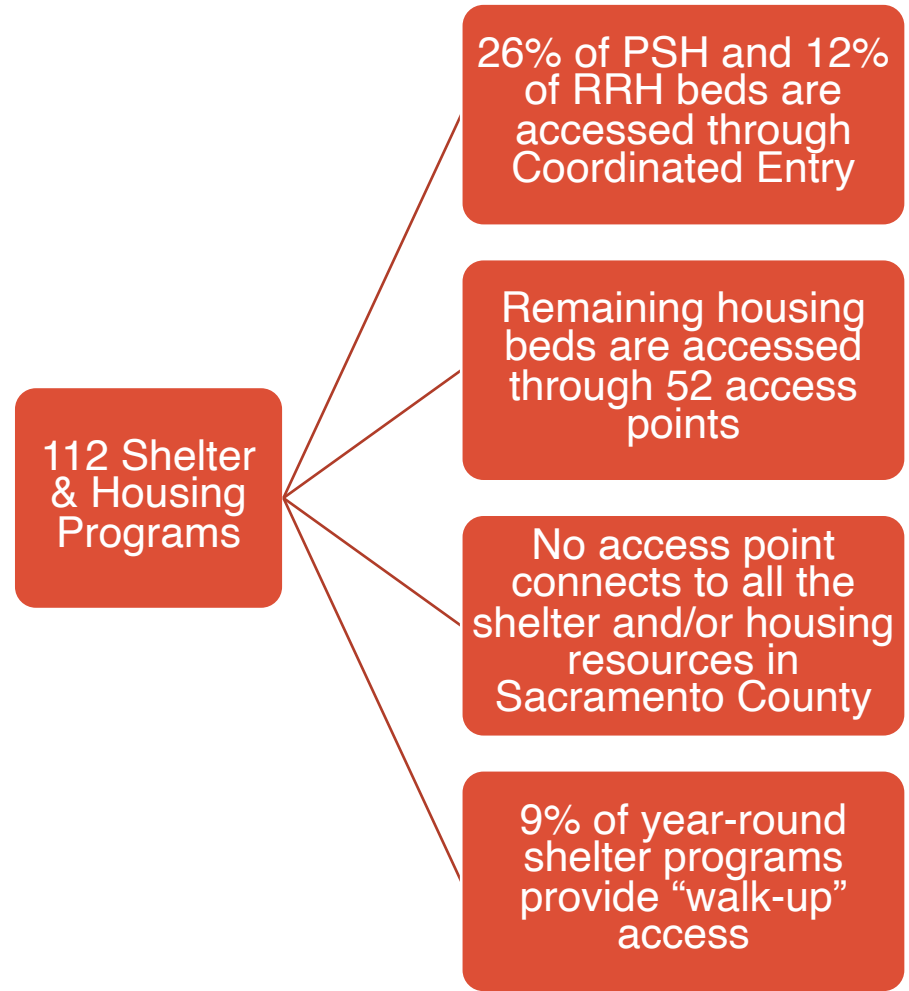 112 Shelter
& Housing
Programs
26% of PSH and 12%
of RRH beds are
accessed through
Coordinated Entry
Remaining housing
beds are accessed
through 52 access
points
No access point
connects to all the
shelter and/or housing
resources in
Sacramento County
9% of year-round
shelter programs
provide “walk-up”
access